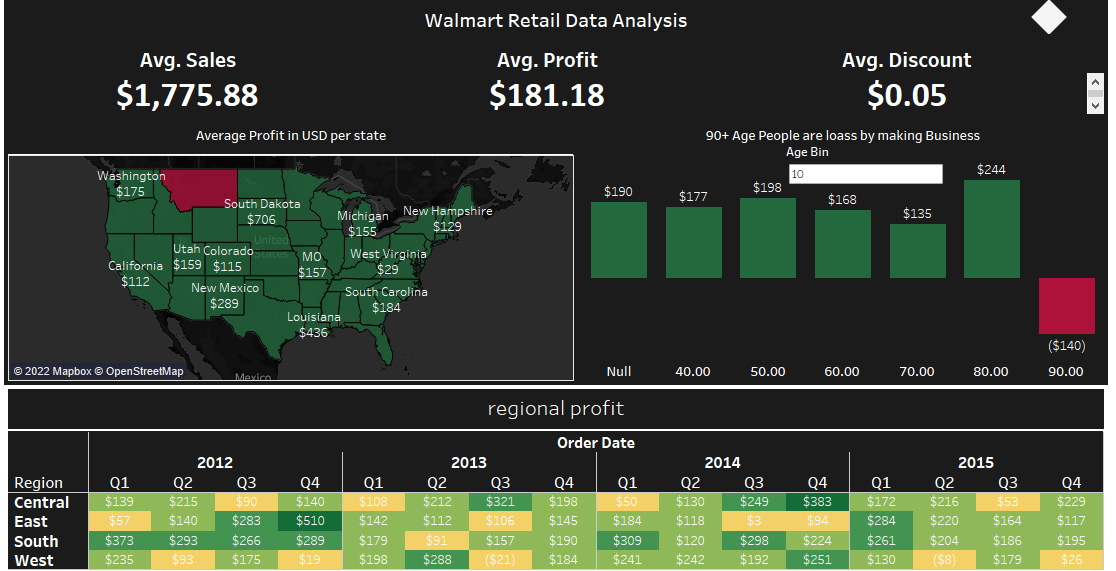 Walmart Retail Data Analysis
Avg. Sales Avg. Profit Avg. Discount
$1,775.88 $181.18 $0.05
Average Profit in USD per state
Washington
$175
South Dakota
$706
Michigan
$155
New Hampshire
$129
United
States
Utah
$159
Colorado
$115
MO
$157
West Virginia
$29
California
$112
New Mexico
$289
South Carolina
$184
Louisiana
$436
Mexico
© 2022 Mapbox © OpenStreetMap
90+ Age People are loass by making Business
Age Bin
10
$190 $177 $198 $168 $135 $244 ($140)
Null 40.00 50.00 60.00 70.00 80.00 90.00
regional profit
Order Date
2012 2013 2014 2015
Region Q1 Q2 Q3 Q4 Q1 Q2 Q3 Q4 Q1 Q2 Q3 Q4 Q1 Q2 Q3 Q4
Central $139 $215 $90 $140 $108 $212 $321 $198 $50 $130 $249 $383 $172 $216 $53 $229
East $57 $140 $283 $510 $142 $112 $106 $145 $184 $118 $3 $94 $284 $220 $164 $117
South $373 $293 $266 $289 $179 $91 $157 $190 $309 $120 $298 $224 $261 $204 $186 $195
West $235 $93 $175 $19 $198 $288 ($21) $184 $241 $242 $192 $251 $130 ($8) $179 $26